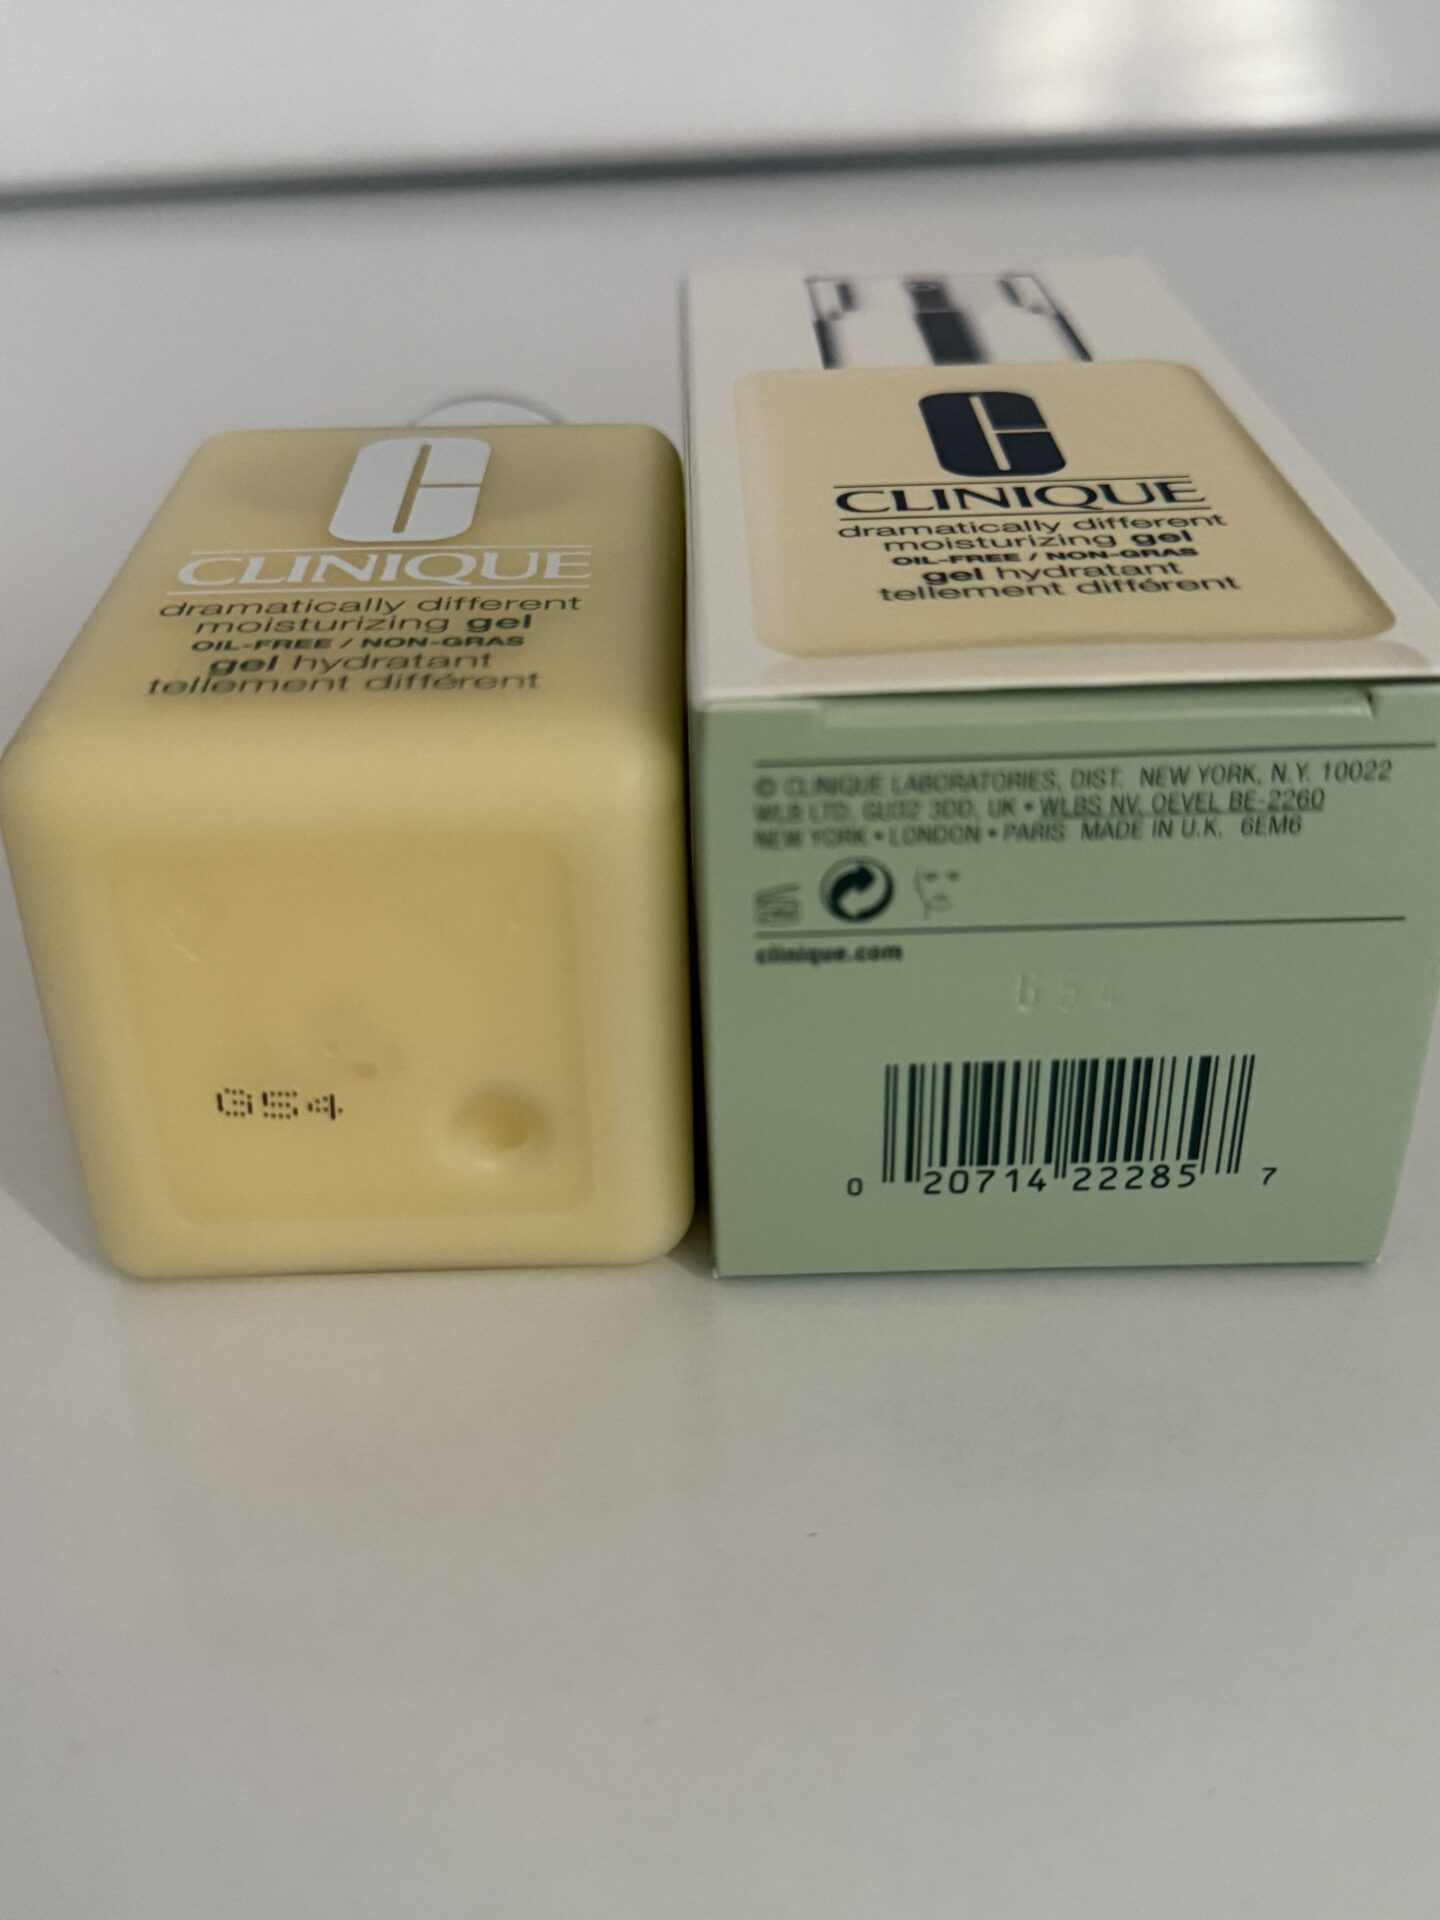 CLINIQUE
dramatically different
moisturizing gel
OIL-FREE / NON-GRAS
gel hydratant
tellement différent
G54
CLINIQUE
dramatically different
moisturizing gel
OIL-FREE / NON-GRAS
gel hydratant
tellement différent
© CLINIQUE LABORATORIES, DIST. NEW YORK, N.Y. 10022
LTD. GU32 3DD, UK • WLBS NV, OEVEL BE-2260
NEW YORK • LONDON • PARIS MADE IN U.K. 6EM6
clinique.com
0 20714 22285 7